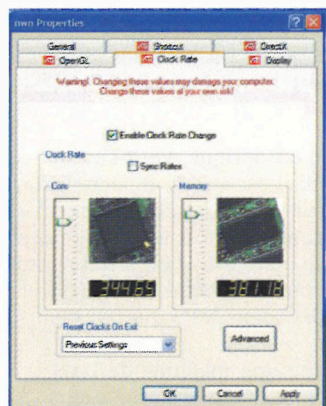 nwn Properties
General
Shortcut
DirectX
OpenGL
Clock Rate
Display
Warning! Changing these values may damage your computer.
Change these values at your own risk!
Enable Clock Rate Change
Clock Rate
Sync Rates
Core
Memory
344.65
381.18
Reset Clocks On Exit
Previous Settings
Advanced
OK
Cancel
Apply